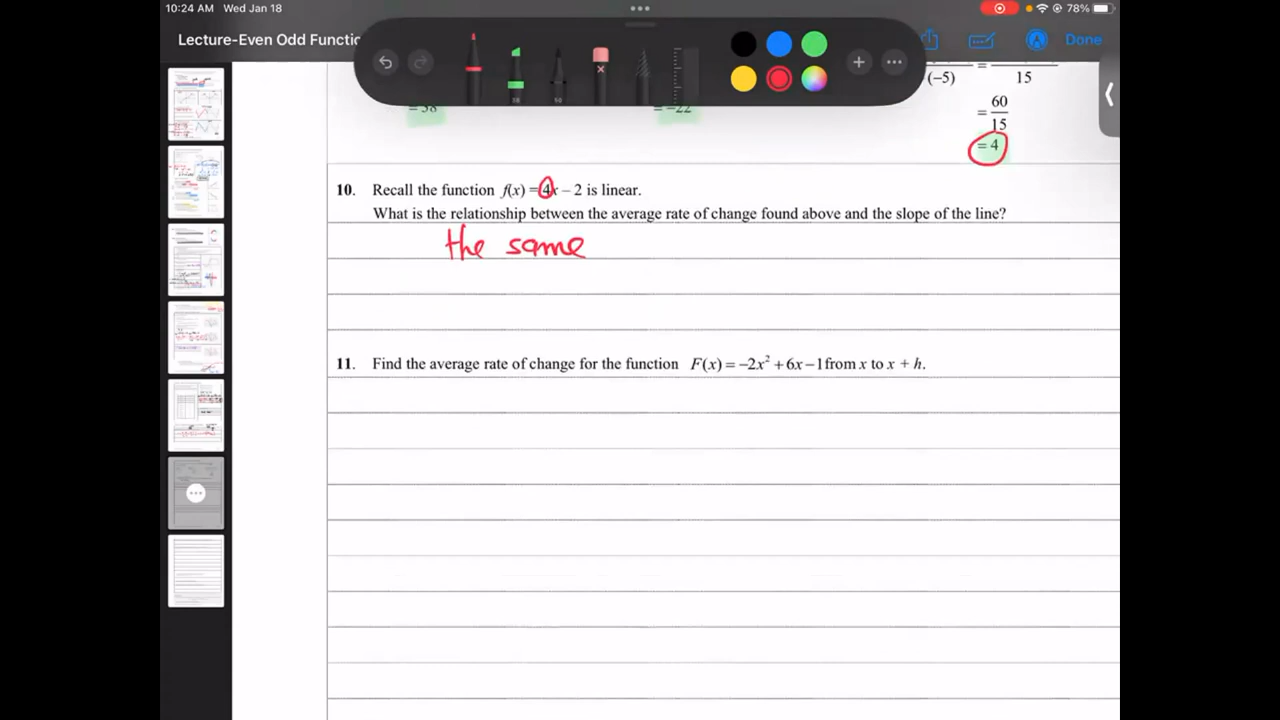 10:24 AM Wed Jan 18
78%
Lecture-Even Odd Functio
Done
(−5) = 15
= 38
= −22
= 60/15
= 4
10. Recall the function f(x) = 4x − 2 is linear.
What is the relationship between the average rate of change found above and the slope of the line?
the same
11. Find the average rate of change for the function F(x) = −2x² + 6x − 1 from x to x + h.